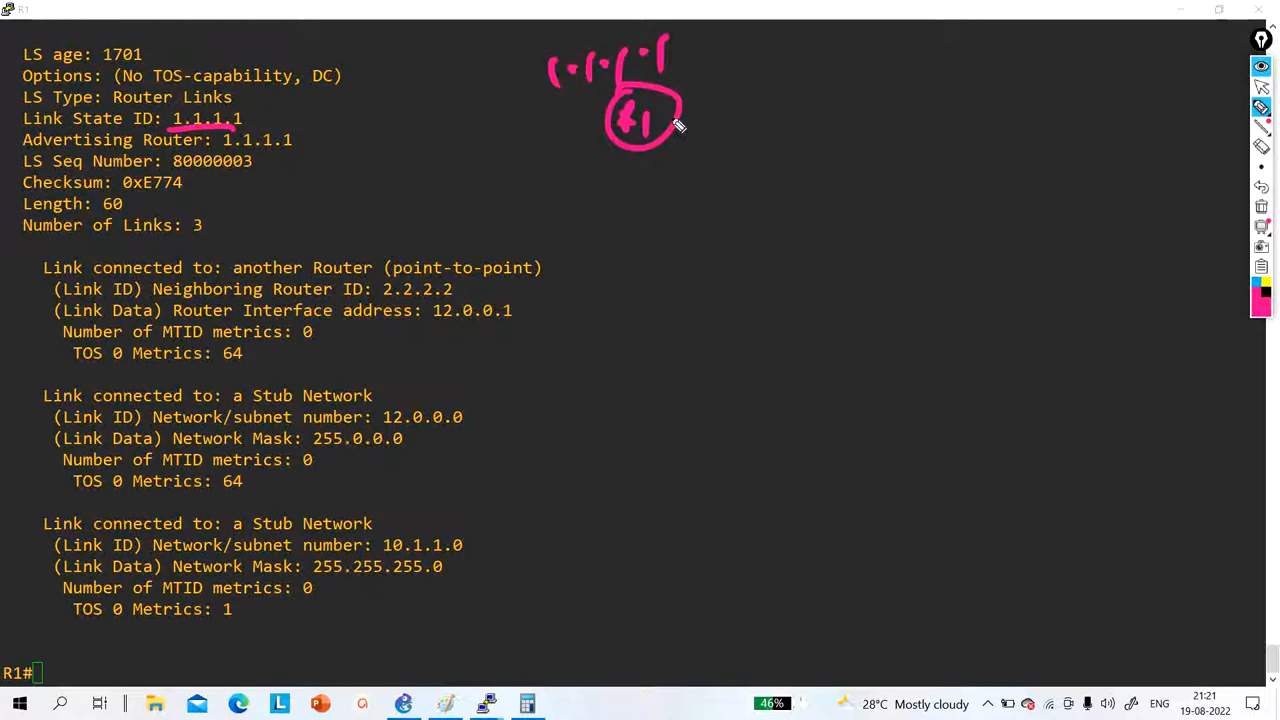 R1
LS age: 1701
Options: (No TOS-capability, DC)
LS Type: Router Links
Link State ID: 1.1.1.1
Advertising Router: 1.1.1.1
LS Seq Number: 80000003
Checksum: 0xE774
Length: 60
Number of Links: 3
1.1.1.1
R1
Link connected to: another Router (point-to-point)
(Link ID) Neighboring Router ID: 2.2.2.2
(Link Data) Router Interface address: 12.0.0.1
Number of MTID metrics: 0
TOS 0 Metrics: 64
Link connected to: a Stub Network
(Link ID) Network/subnet number: 12.0.0.0
(Link Data) Network Mask: 255.0.0.0
Number of MTID metrics: 0
TOS 0 Metrics: 64
Link connected to: a Stub Network
(Link ID) Network/subnet number: 10.1.1.0
(Link Data) Network Mask: 255.255.255.0
Number of MTID metrics: 0
TOS 0 Metrics: 1
R1#
46%
28°C Mostly cloudy
ENG
21:21
19-08-2022